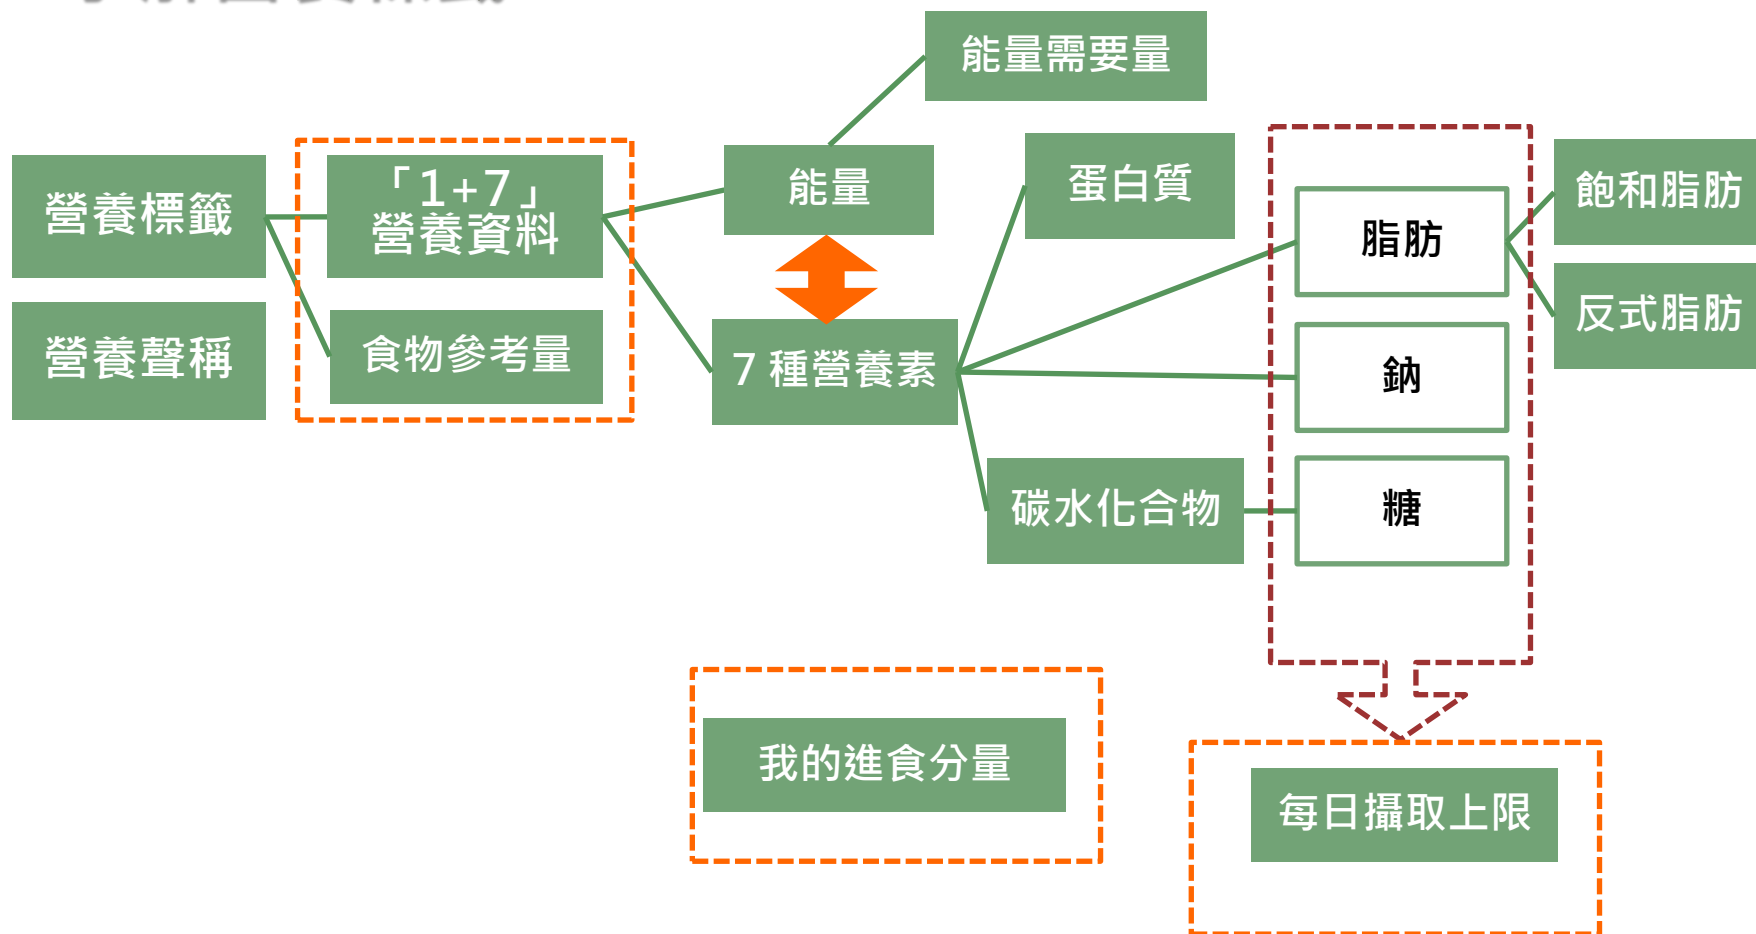 能量需要量
營養標籤
「1+7」
營養資料
能量
蛋白質
脂肪
飽和脂肪
反式脂肪
營養聲稱
食物參考量
7種營養素
鈉
碳水化合物
糖
我的進食分量
每日攝取上限